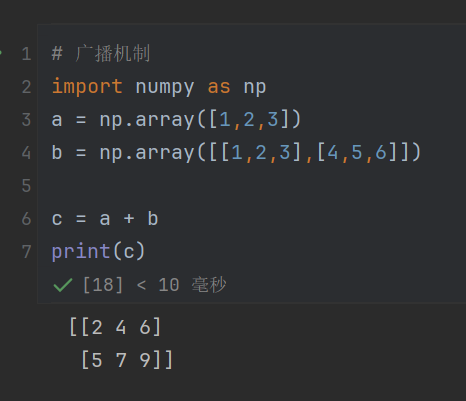 1 # 广播机制
2 import numpy as np
3 a = np.array([1,2,3])
4 b = np.array([[1,2,3],[4,5,6]])
5
6 c = a + b
7 print(c)
[18] < 10 毫秒
[[2 4 6]
[5 7 9]]